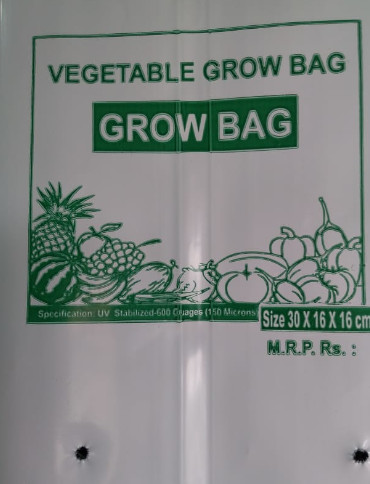 VEGETABLE GROW BAG
GROW BAG
Specification: UV Stabilized-600 Guages (150 Microns)
Size 30 X 16 X 16 cm
M.R.P. Rs. :